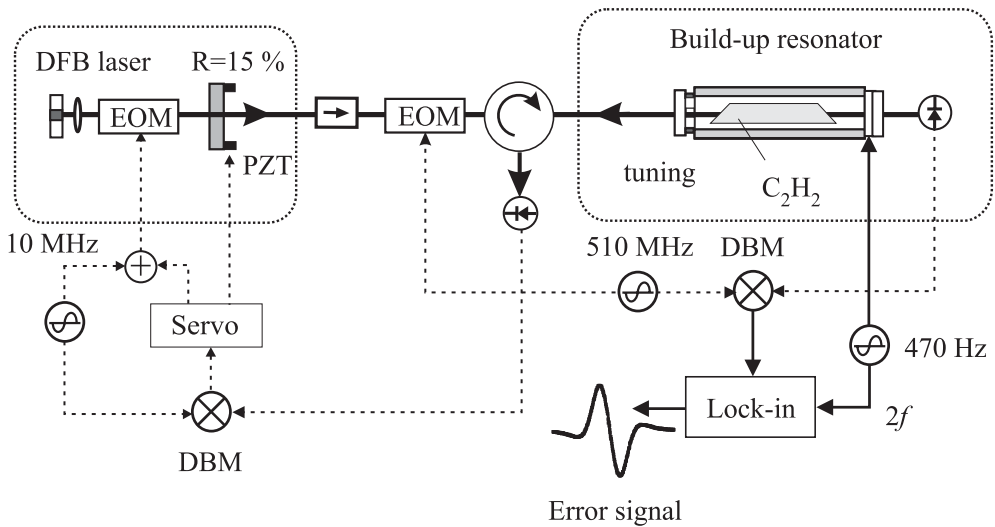 DFB laser
R=15 %
Build-up resonator
EOM
EOM
PZT
tuning
C₂H₂
10 MHz
510 MHz
DBM
Servo
470 Hz
Lock-in
2f
DBM
Error signal